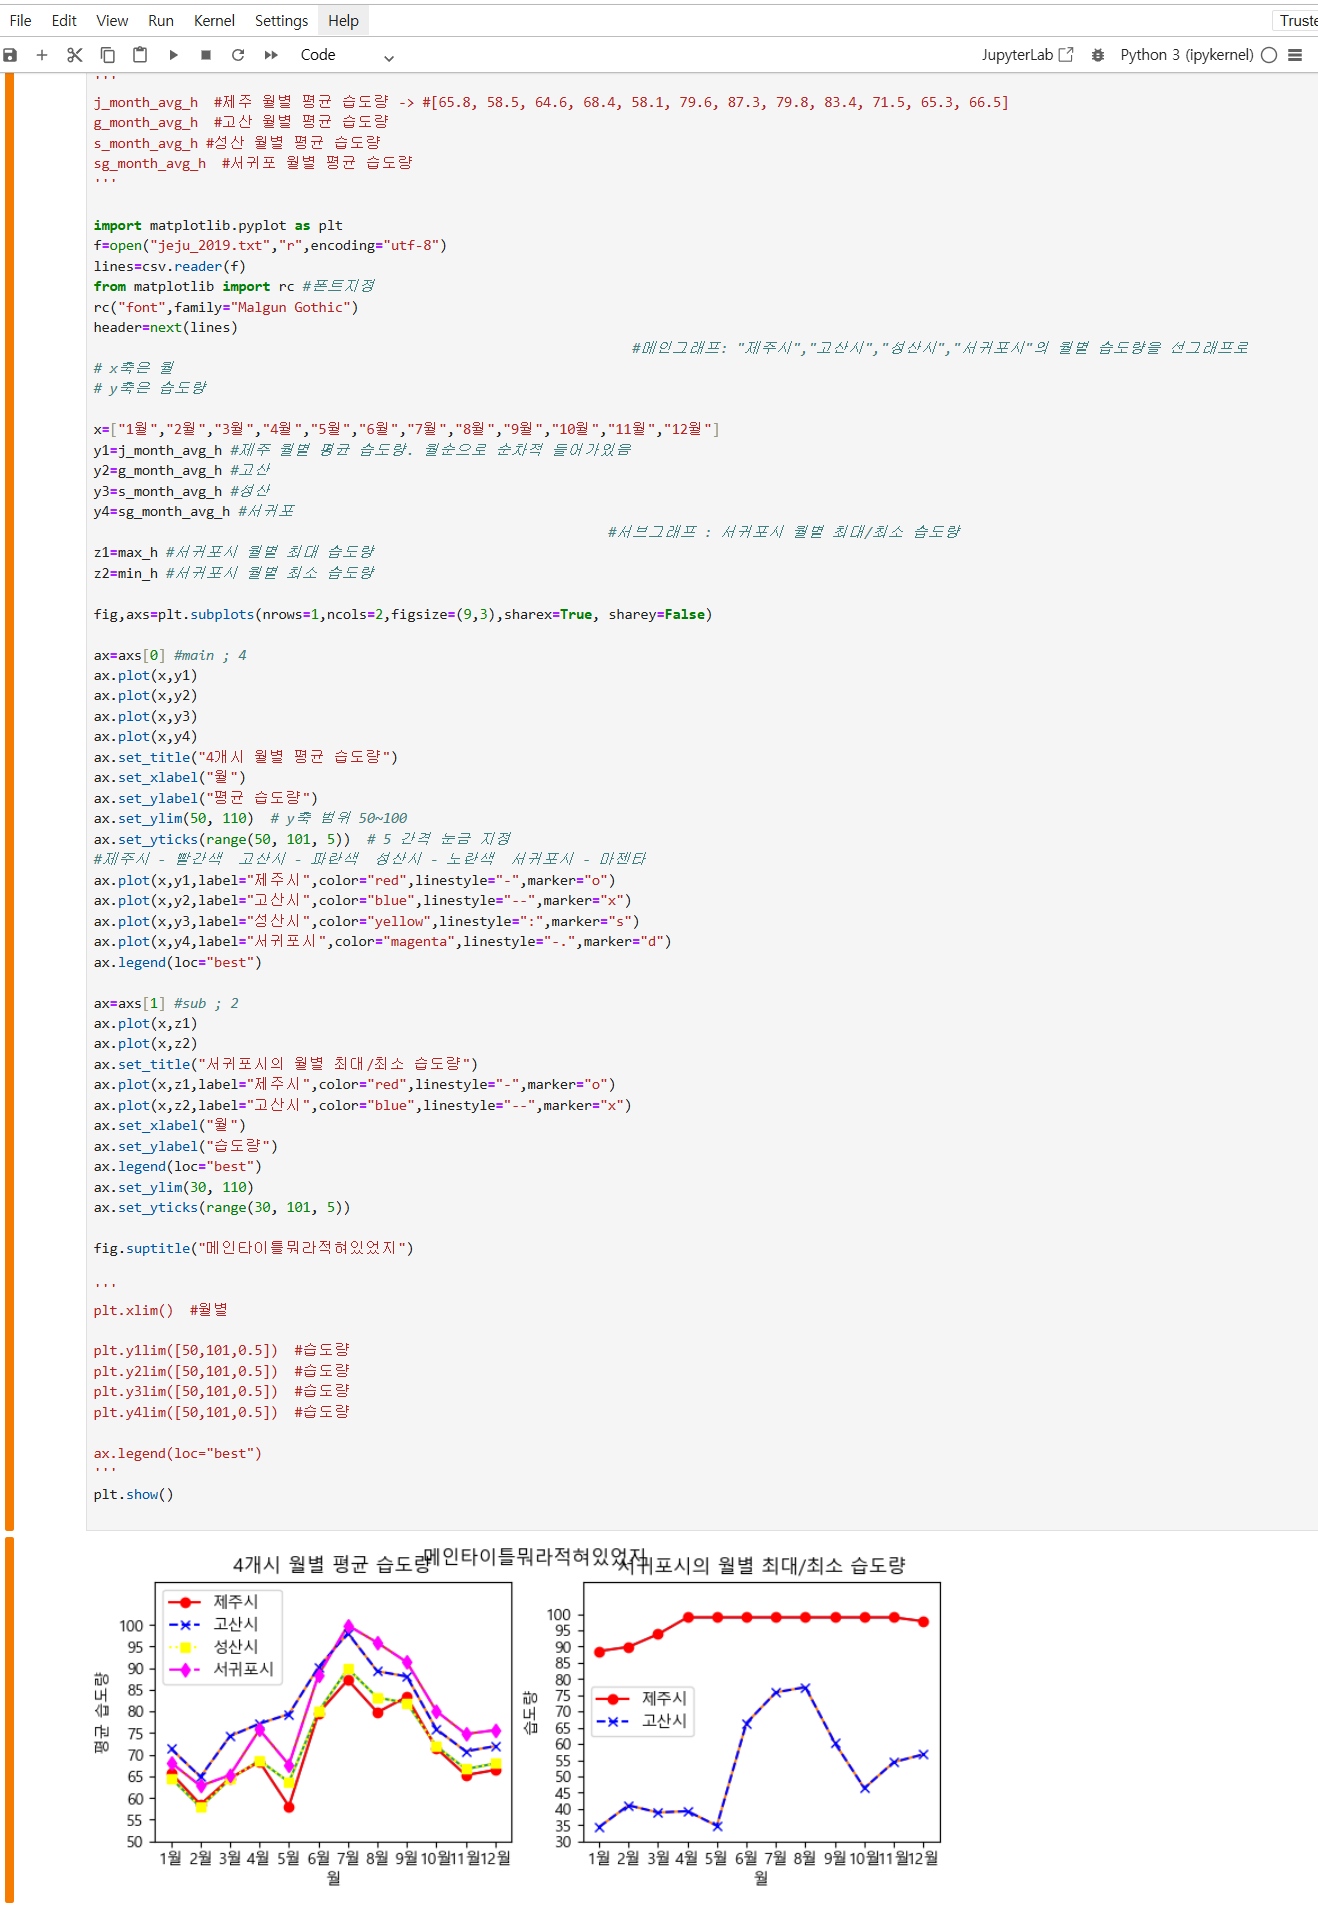 File Edit View Run Kernel Settings Help Truste
Code JupyterLab Python 3 (ipykernel)
'''
j_month_avg_h  #제주 월별 평균 습도량 -> #[65.8, 58.5, 64.6, 68.4, 58.1, 79.6, 87.3, 79.8, 83.4, 71.5, 65.3, 66.5]
g_month_avg_h  #고산 월별 평균 습도량
s_month_avg_h #성산 월별 평균 습도량
sg_month_avg_h  #서귀포 월별 평균 습도량
'''
import matplotlib.pyplot as plt
f=open("jeju_2019.txt","r",encoding="utf-8")
lines=csv.reader(f)
from matplotlib import rc #폰트지정
rc("font",family="Malgun Gothic")
header=next(lines)
#메인그래프: "제주시","고산시","성산시","서귀포시"의 월별 습도량을 선그래프로
# x축은 월
# y축은 습도량
x=["1월","2월","3월","4월","5월","6월","7월","8월","9월","10월","11월","12월"]
y1=j_month_avg_h #제주 월별 평균 습도량. 월순으로 순차적 들어가있음
y2=g_month_avg_h #고산
y3=s_month_avg_h #성산
y4=sg_month_avg_h #서귀포
#서브그래프 : 서귀포시 월별 최대/최소 습도량
z1=max_h #서귀포시 월별 최대 습도량
z2=min_h #서귀포시 월별 최소 습도량
fig,axs=plt.subplots(nrows=1,ncols=2,figsize=(9,3),sharex=True, sharey=False)
ax=axs[0] #main ; 4
ax.plot(x,y1)
ax.plot(x,y2)
ax.plot(x,y3)
ax.plot(x,y4)
ax.set_title("4개시 월별 평균 습도량")
ax.set_xlabel("월")
ax.set_ylabel("평균 습도량")
ax.set_ylim(50, 110)  # y축 범위 50~100
ax.set_yticks(range(50, 101, 5))  # 5 간격 눈금 지정
#제주시 - 빨간색  고산시 - 파란색  성산시 - 노란색  서귀포시 - 마젠타
ax.plot(x,y1,label="제주시",color="red",linestyle="-",marker="o")
ax.plot(x,y2,label="고산시",color="blue",linestyle="--",marker="x")
ax.plot(x,y3,label="성산시",color="yellow",linestyle=":",marker="s")
ax.plot(x,y4,label="서귀포시",color="magenta",linestyle="-.",marker="d")
ax.legend(loc="best")
ax=axs[1] #sub ; 2
ax.plot(x,z1)
ax.plot(x,z2)
ax.set_title("서귀포시의 월별 최대/최소 습도량")
ax.plot(x,z1,label="제주시",color="red",linestyle="-",marker="o")
ax.plot(x,z2,label="고산시",color="blue",linestyle="--",marker="x")
ax.set_xlabel("월")
ax.set_ylabel("습도량")
ax.legend(loc="best")
ax.set_ylim(30, 110)
ax.set_yticks(range(30, 101, 5))
fig.suptitle("메인타이틀뭐라적혀있었지")
'''
plt.xlim()  #월별
plt.y1lim([50,101,0.5])  #습도량
plt.y2lim([50,101,0.5])  #습도량
plt.y3lim([50,101,0.5])  #습도량
plt.y4lim([50,101,0.5])  #습도량
ax.legend(loc="best")
'''
plt.show()
메인타이틀뭐라적혀있었지
4개시 월별 평균 습도량
제주시
고산시
성산시
서귀포시
평균 습도량
100
95
90
85
80
75
70
65
60
55
50
1월 2월 3월 4월 5월 6월 7월 8월 9월 10월11월12월
월
서귀포시의 월별 최대/최소 습도량
제주시
고산시
습도량
100
95
90
85
80
75
70
65
60
55
50
45
40
35
30
1월 2월 3월 4월 5월 6월 7월 8월 9월 10월11월12월
월